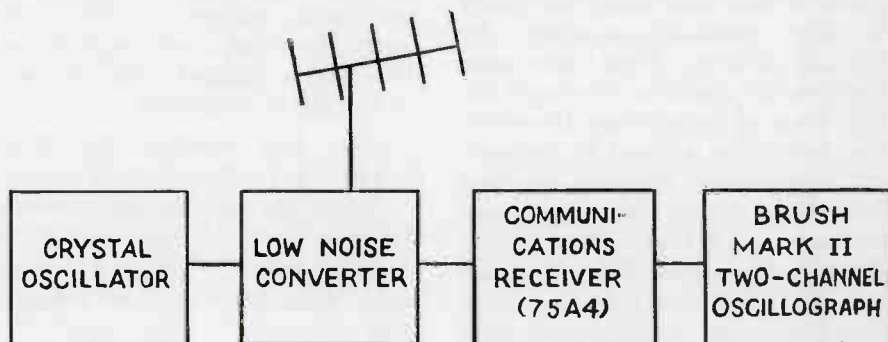 CRYSTAL
OSCILLATOR
LOW NOISE
CONVERTER
COMMUNI-
CATIONS
RECEIVER
(75A4)
BRUSH
MARK II
TWO-CHANNEL
OSCILLOGRAPH